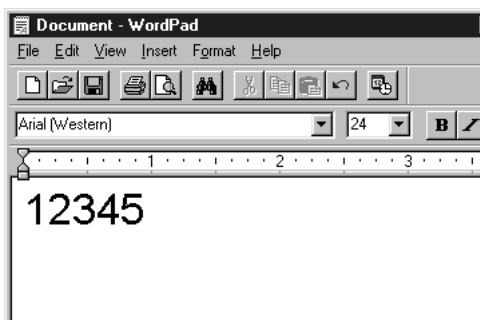 Document - WordPad
File Edit View Insert Format Help
Arial (Western) 24 B I
1 2 3
12345